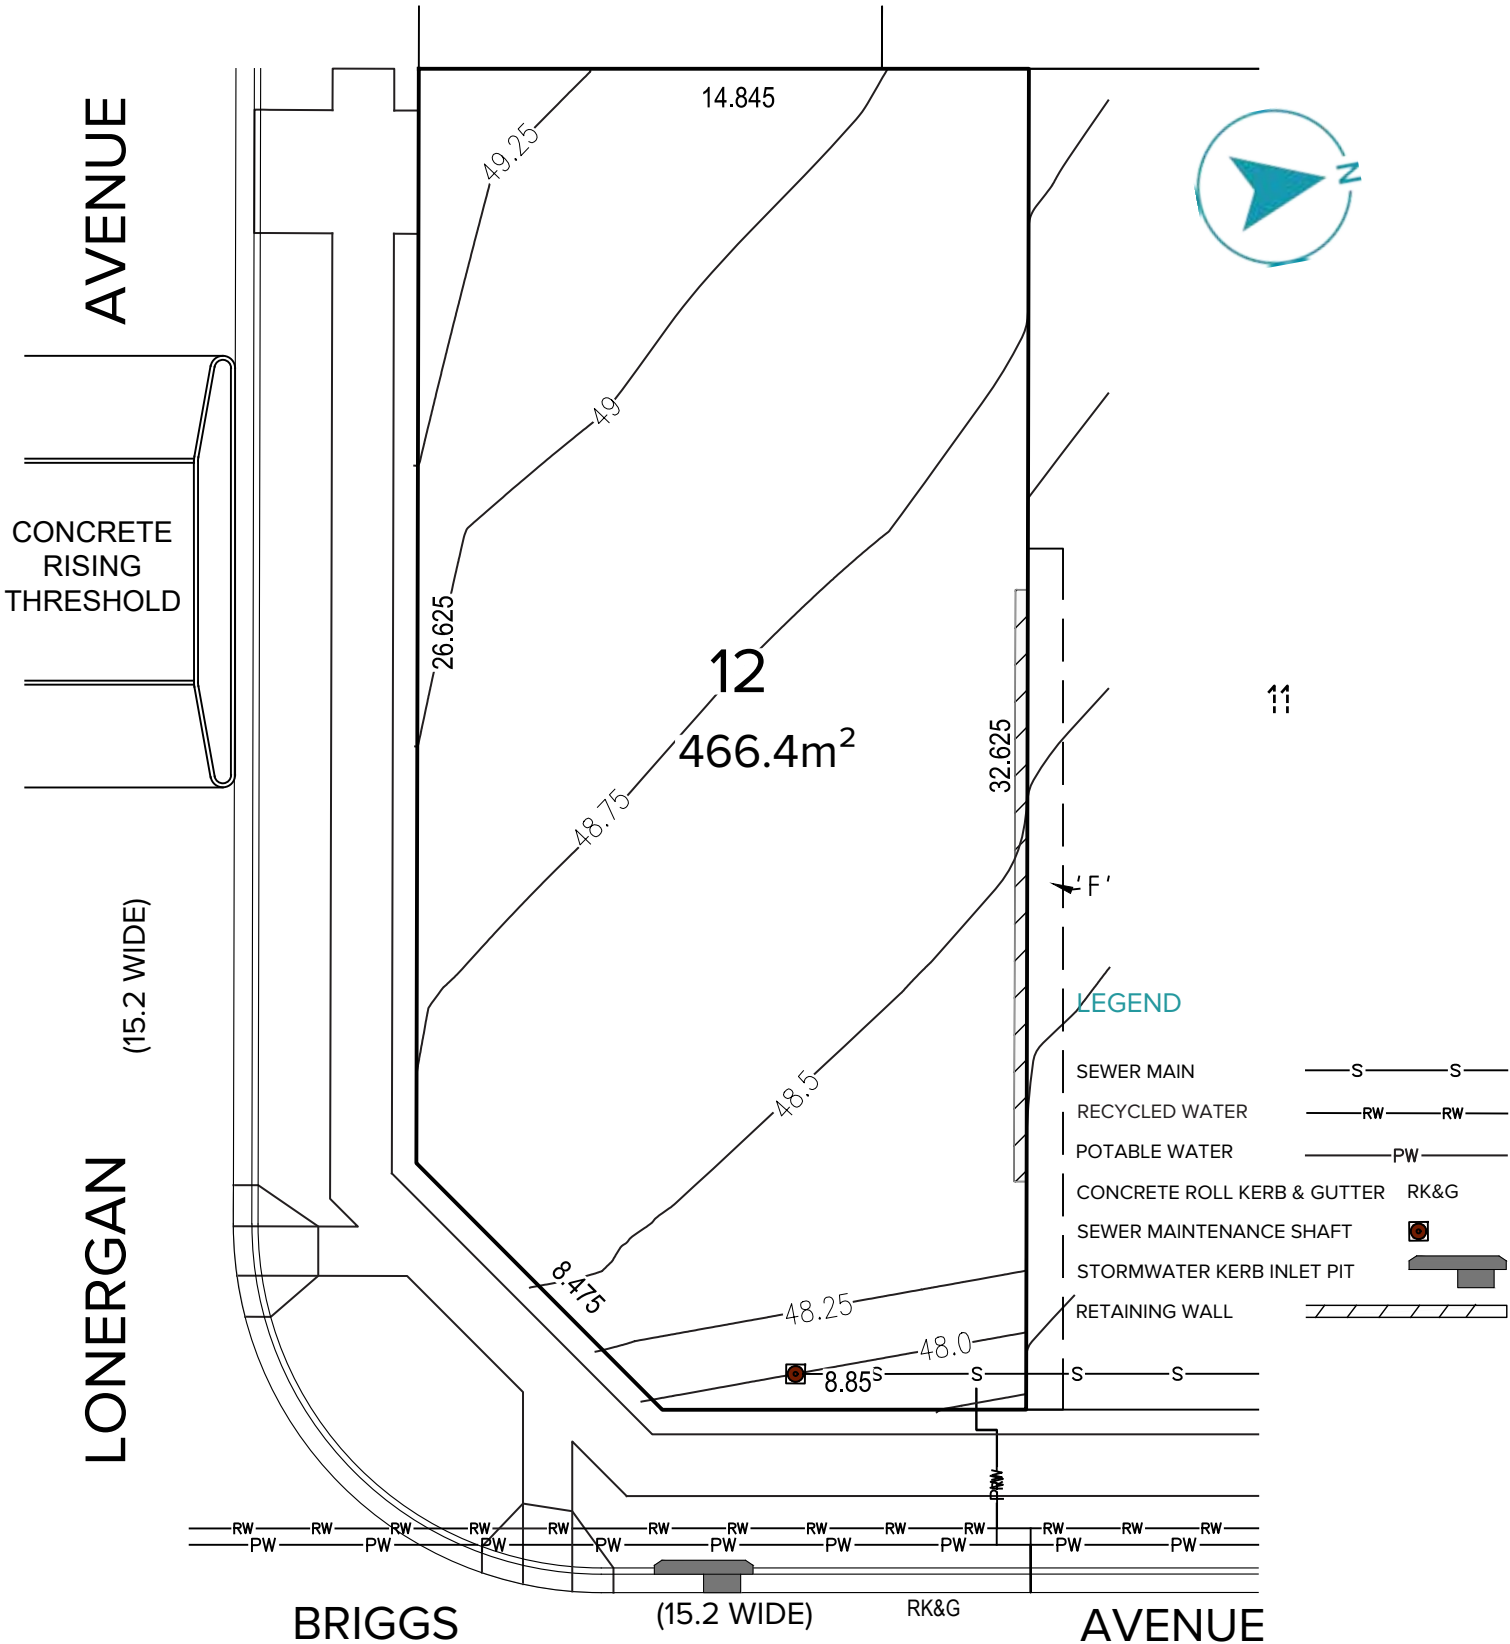 14.845
AVENUE
49.25
N
49
CONCRETE
RISING
THRESHOLD
26.625
12
466.4m²
11
32.625
48.75
'F'
(15.2 WIDE)
LEGEND
SEWER MAIN S S
RECYCLED WATER RW RW
POTABLE WATER PW
CONCRETE ROLL KERB & GUTTER RK&G
SEWER MAINTENANCE SHAFT
STORMWATER KERB INLET PIT
RETAINING WALL
48.5
LONERGAN
8.475
48.25
48.0
8.85 S S S S
RW RW RW RW RW RW RW RW RW RW RW RW RW
PW PW PW PW PW PW PW PW PW
BRIGGS (15.2 WIDE) RK&G AVENUE